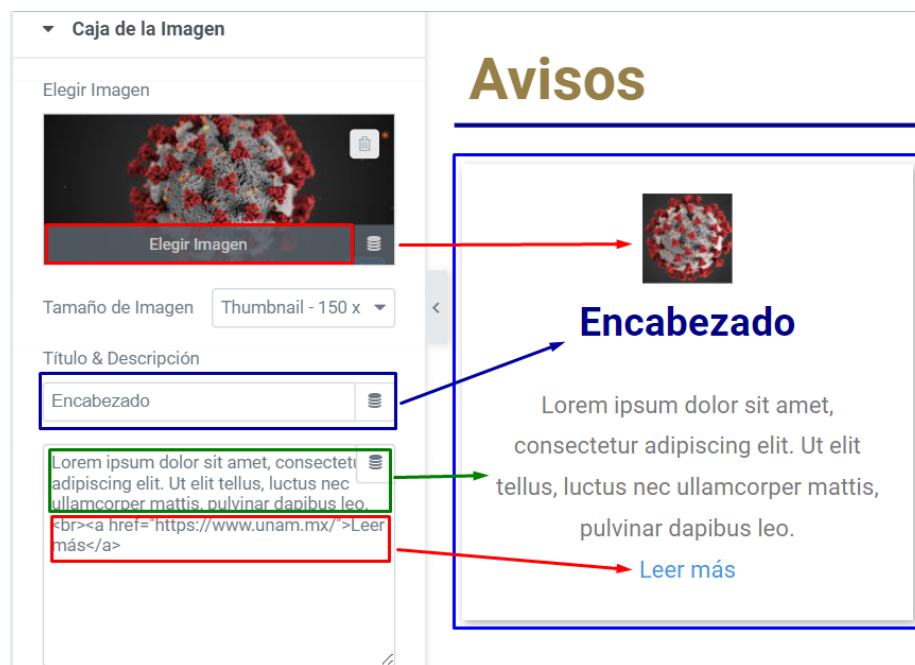 Caja de la Imagen
Elegir Imagen
Elegir Imagen
Tamaño de Imagen
Thumbnail - 150 x
Título & Descripción
Encabezado
Lorem ipsum dolor sit amet, consectetu
adipiscing elit. Ut elit tellus, luctus nec
ullamcorper mattis, pulvinar dapibus leo.
<br><a href="https://www.unam.mx/">Leer
más</a>
Avisos
Encabezado
Lorem ipsum dolor sit amet,
consectetur adipiscing elit. Ut elit
tellus, luctus nec ullamcorper mattis,
pulvinar dapibus leo.
Leer más